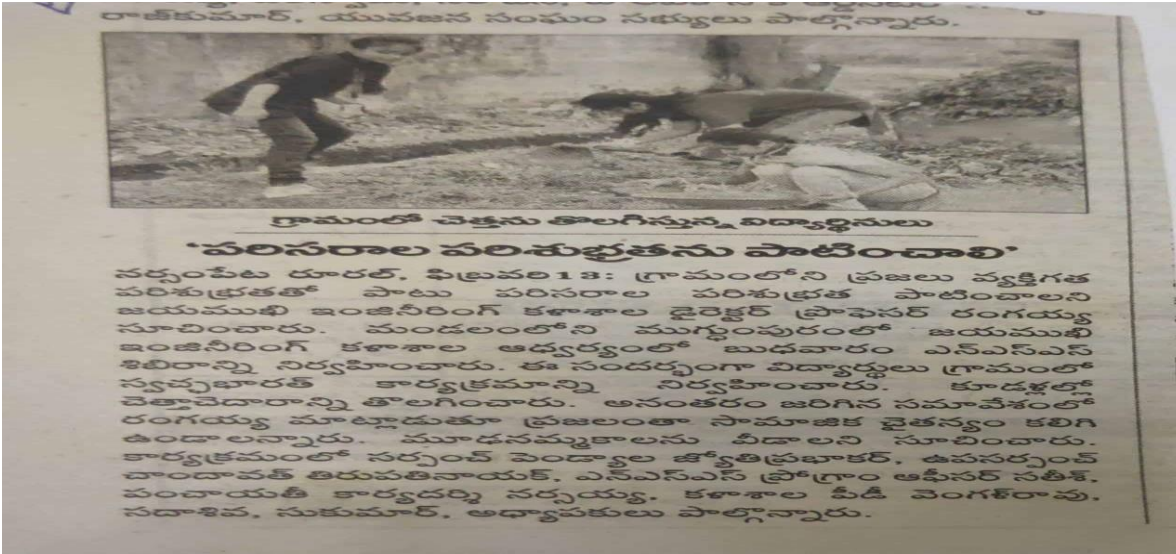 రాజ్‌కుమార్, యువజన సంఘం సభ్యులు పాల్గొన్నారు.
గ్రామంలో చెత్తను తొలగిస్తున్న విద్యార్థినులు
‘పరిసరాల పరిశుభ్రతను పాటించాలి’
నర్సంపేట రూరల్, ఫిబ్రవరి 13: గ్రామంలోని ప్రజలు వ్యక్తిగత
పరిశుభ్రతతో పాటు పరిసరాల పరిశుభ్రత పాటించాలని
జయముఖి ఇంజినీరింగ్ కళాశాల డైరెక్టర్ ప్రొఫెసర్ రంగయ్య
సూచించారు. మండలంలోని ముగ్ధుంపురంలో జయముఖి
ఇంజినీరింగ్ కళాశాల ఆధ్వర్యంలో బుధవారం ఎన్ఎస్ఎస్
శిబిరాన్ని నిర్వహించారు. ఈ సందర్భంగా విద్యార్థులు గ్రామంలో
స్వచ్ఛభారత్ కార్యక్రమాన్ని నిర్వహించారు. కూడళ్లల్లో
చెత్తాచెదారాన్ని తొలగించారు. అనంతరం జరిగిన సమావేశంలో
రంగయ్య మాట్లాడుతూ ప్రజలంతా సామాజిక చైతన్యం కలిగి
ఉండాలన్నారు. మూఢనమ్మకాలను వీడాలని సూచించారు.
కార్యక్రమంలో సర్పంచ్ పెండ్యాల జ్యోతిప్రభాకర్, ఉపసర్పంచ్
చాందావత్ తిరుపతినాయక్, ఎన్ఎస్ఎస్ ప్రోగ్రాం ఆఫీసర్ సతీశ్,
పంచాయతీ కార్యదర్శి నర్సయ్య, కళాశాల పీడీ వెంగళ్‌రావు,
సదాశివ, సుకుమార్, అధ్యాపకులు పాల్గొన్నారు.